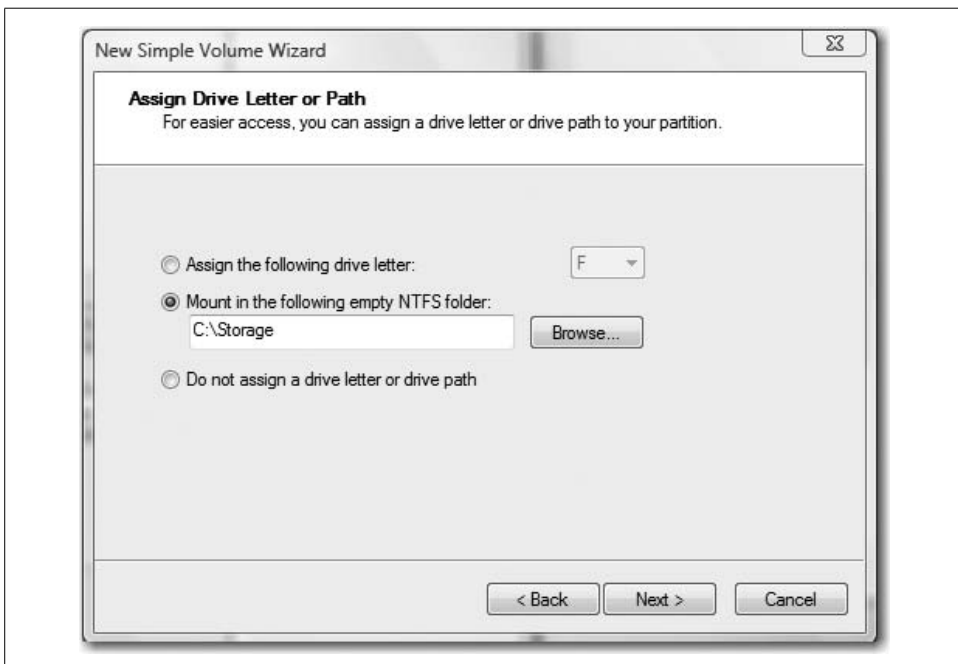 New Simple Volume Wizard
Assign Drive Letter or Path
For easier access, you can assign a drive letter or drive path to your partition.
Assign the following drive letter:
F
Mount in the following empty NTFS folder:
C:\Storage
Browse...
Do not assign a drive letter or drive path
< Back
Next >
Cancel